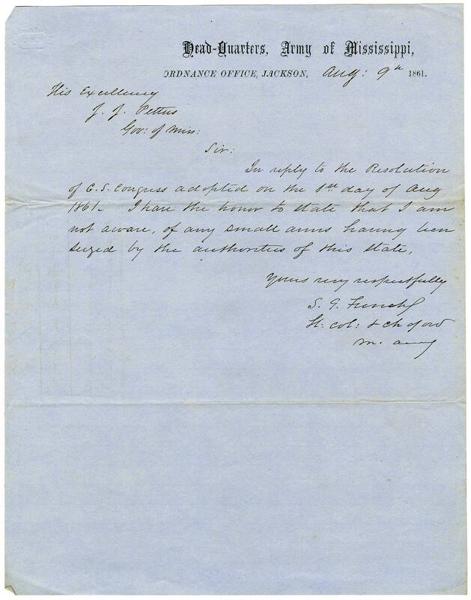 Head-Quarters, Army of Mississippi,
ORDNANCE OFFICE, JACKSON, Aug: 9th 1861.
His Excellency
J. J. Pettus
Gov: of Miss:
Sir:
In reply to the Resolution
of C.S. Congress adopted on the 1st day of Aug
1861. I have the honor to state that I am
not aware, of any small arms having been
seized by the authorities of this state,
Yours very respectfully
S. G. French
Lt: col: & ch of ord
M. army